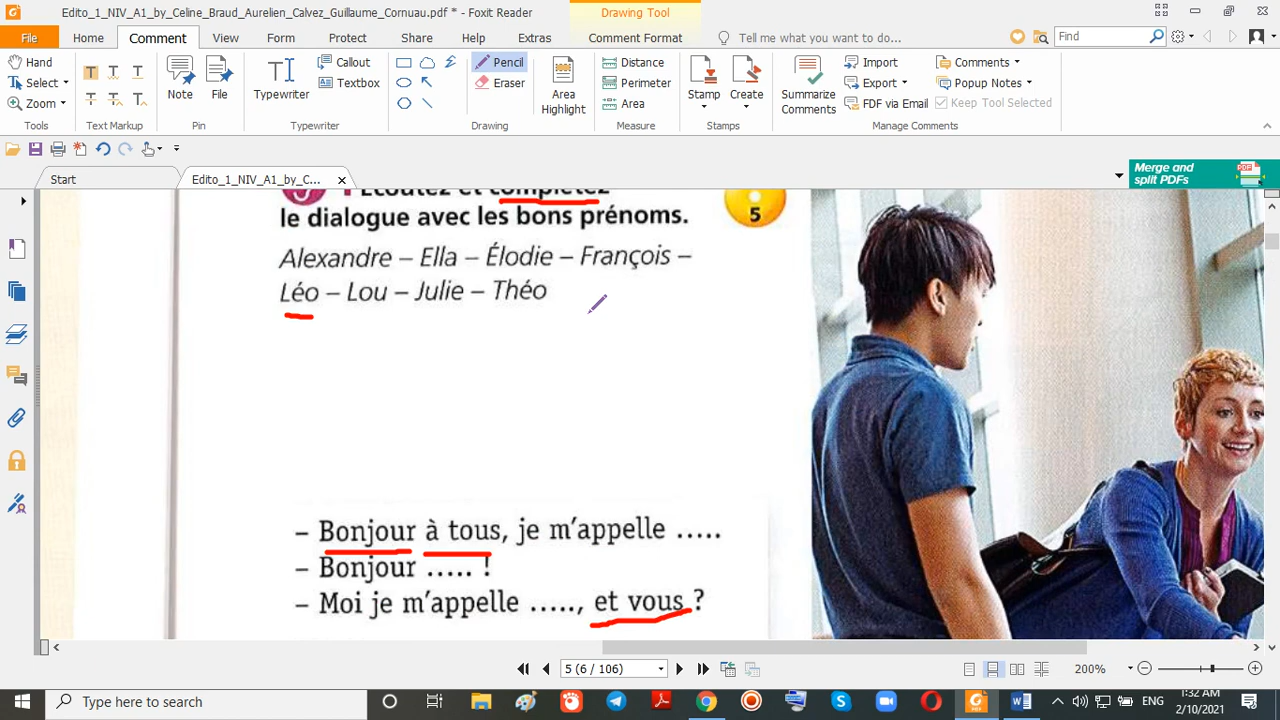 Edito_1_NIV_A1_by_Celine_Braud_Aurelien_Calvez_Guillaume_Cornuau.pdf * - Foxit Reader
Drawing Tool
File Home Comment View Form Protect Share Help Extras Comment Format Tell me what you want to do... Find
Hand
Select
Zoom
Tools
Text Markup
Note
File
Pin
Typewriter
Callout
Textbox
Typewriter
Pencil
Eraser
Area Highlight
Drawing
Distance
Perimeter
Area
Measure
Stamp
Create
Stamps
Summarize Comments
Import
Export
FDF via Email
Comments
Popup Notes
Keep Tool Selected
Manage Comments
Start
Edito_1_NIV_A1_by_C...
Merge and
split PDFs
1 Écoutez et complétez
le dialogue avec les bons prénoms.
5
Alexandre – Ella – Élodie – François –
Léo – Lou – Julie – Théo
– Bonjour à tous, je m’appelle .....
– Bonjour ..... !
– Moi je m’appelle ....., et vous ?
5 (6 / 106)
200%
Type here to search
ENG
1:32 AM
2/10/2021